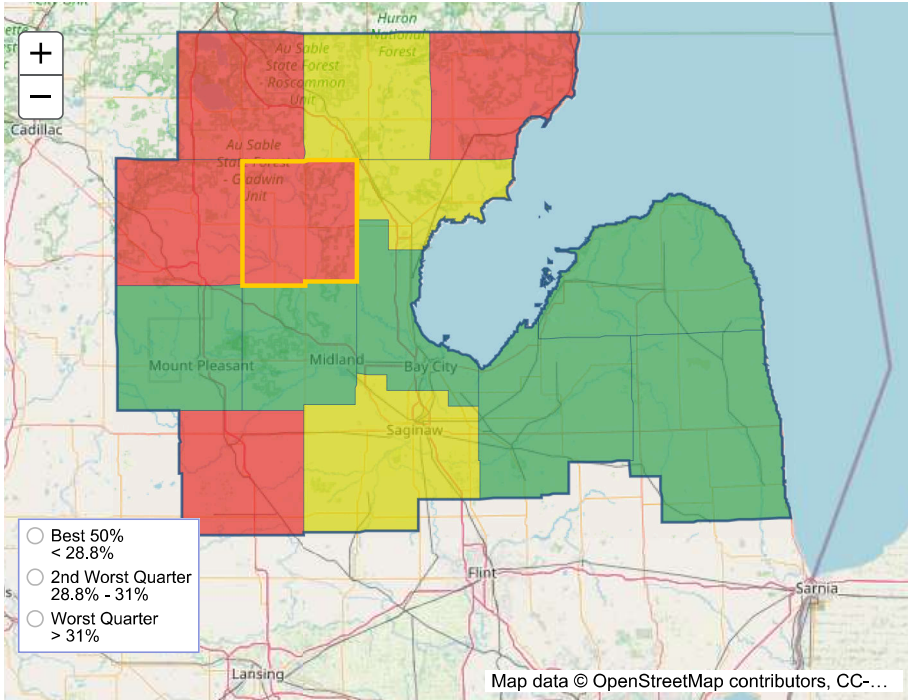 Huron
National
Forest
+
−
Au Sable
State Forest
- Roscommon
Unit
Cadillac
Au Sable
State Forest
- Gladwin
Unit
Mount Pleasant
Midland
Bay City
Saginaw
Best 50%
< 28.8%
2nd Worst Quarter
28.8% - 31%
Worst Quarter
> 31%
Flint
Sarnia
Lansing
Map data © OpenStreetMap contributors, CC-…